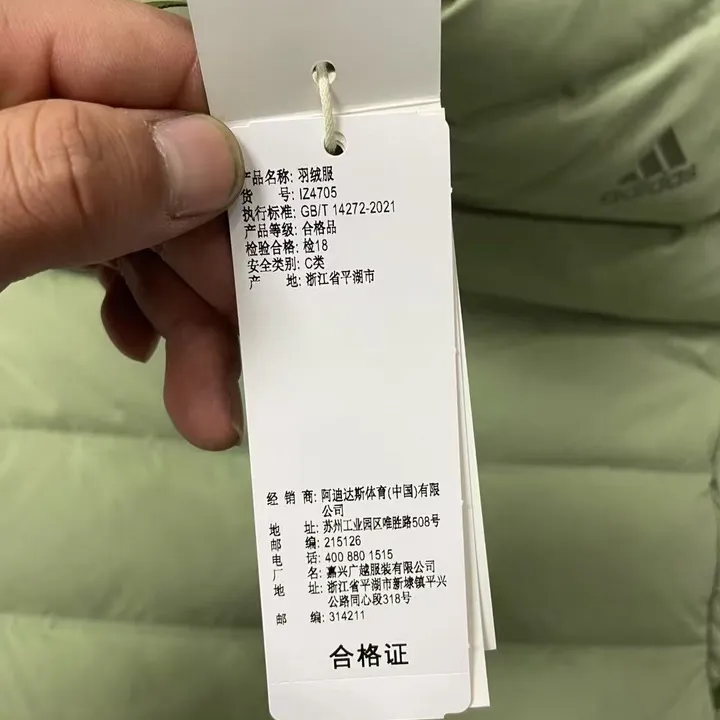 产品名称: 羽绒服
货 号: IZ4705
执行标准: GB/T 14272-2021
产品等级: 合格品
检验合格: 检18
安全类别: C类
产 地: 浙江省平湖市
adidas
经 销 商: 阿迪达斯体育(中国)有限
公司
地 址: 苏州工业园区唯胜路508号
邮 编: 215126
电 话: 400 880 1515
厂 名: 嘉兴广越服装有限公司
地 址: 浙江省平湖市新埭镇平兴
公路同心段318号
邮 编: 314211
合格证